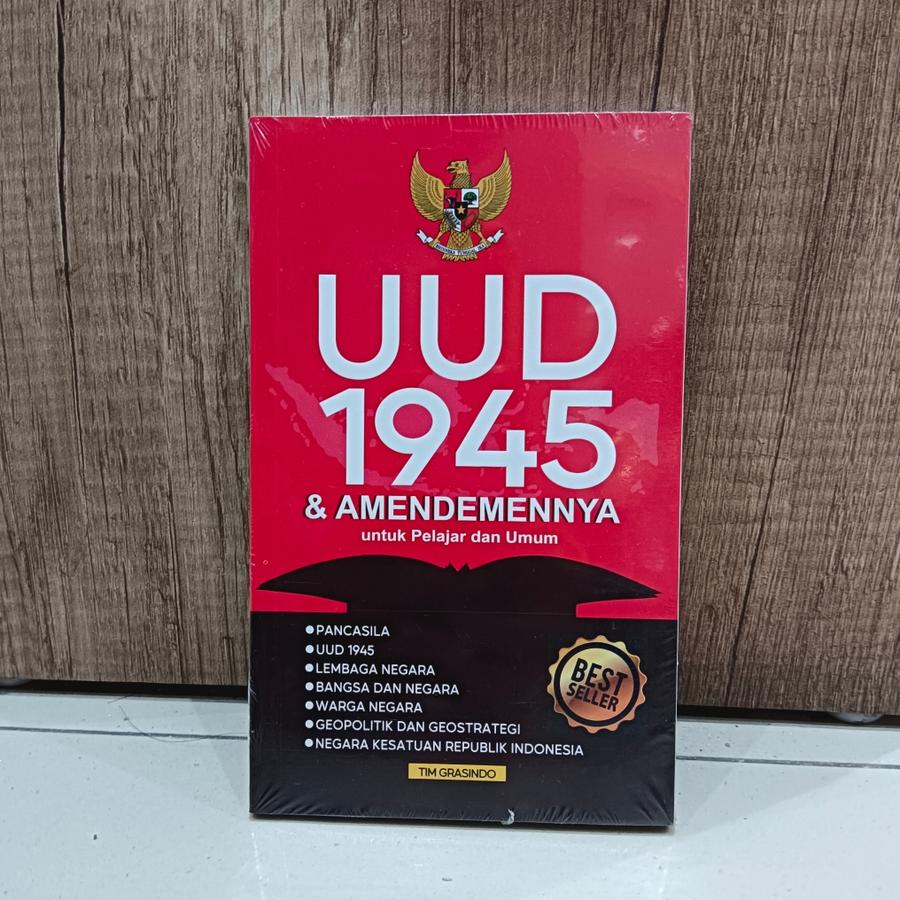 UUD
1945
& AMENDEMENNYA
untuk Pelajar dan Umum
PANCASILA
UUD 1945
LEMBAGA NEGARA
BANGSA DAN NEGARA
WARGA NEGARA
GEOPOLITIK DAN GEOSTRATEGI
NEGARA KESATUAN REPUBLIK INDONESIA
BEST
SELLER
TIM GRASINDO